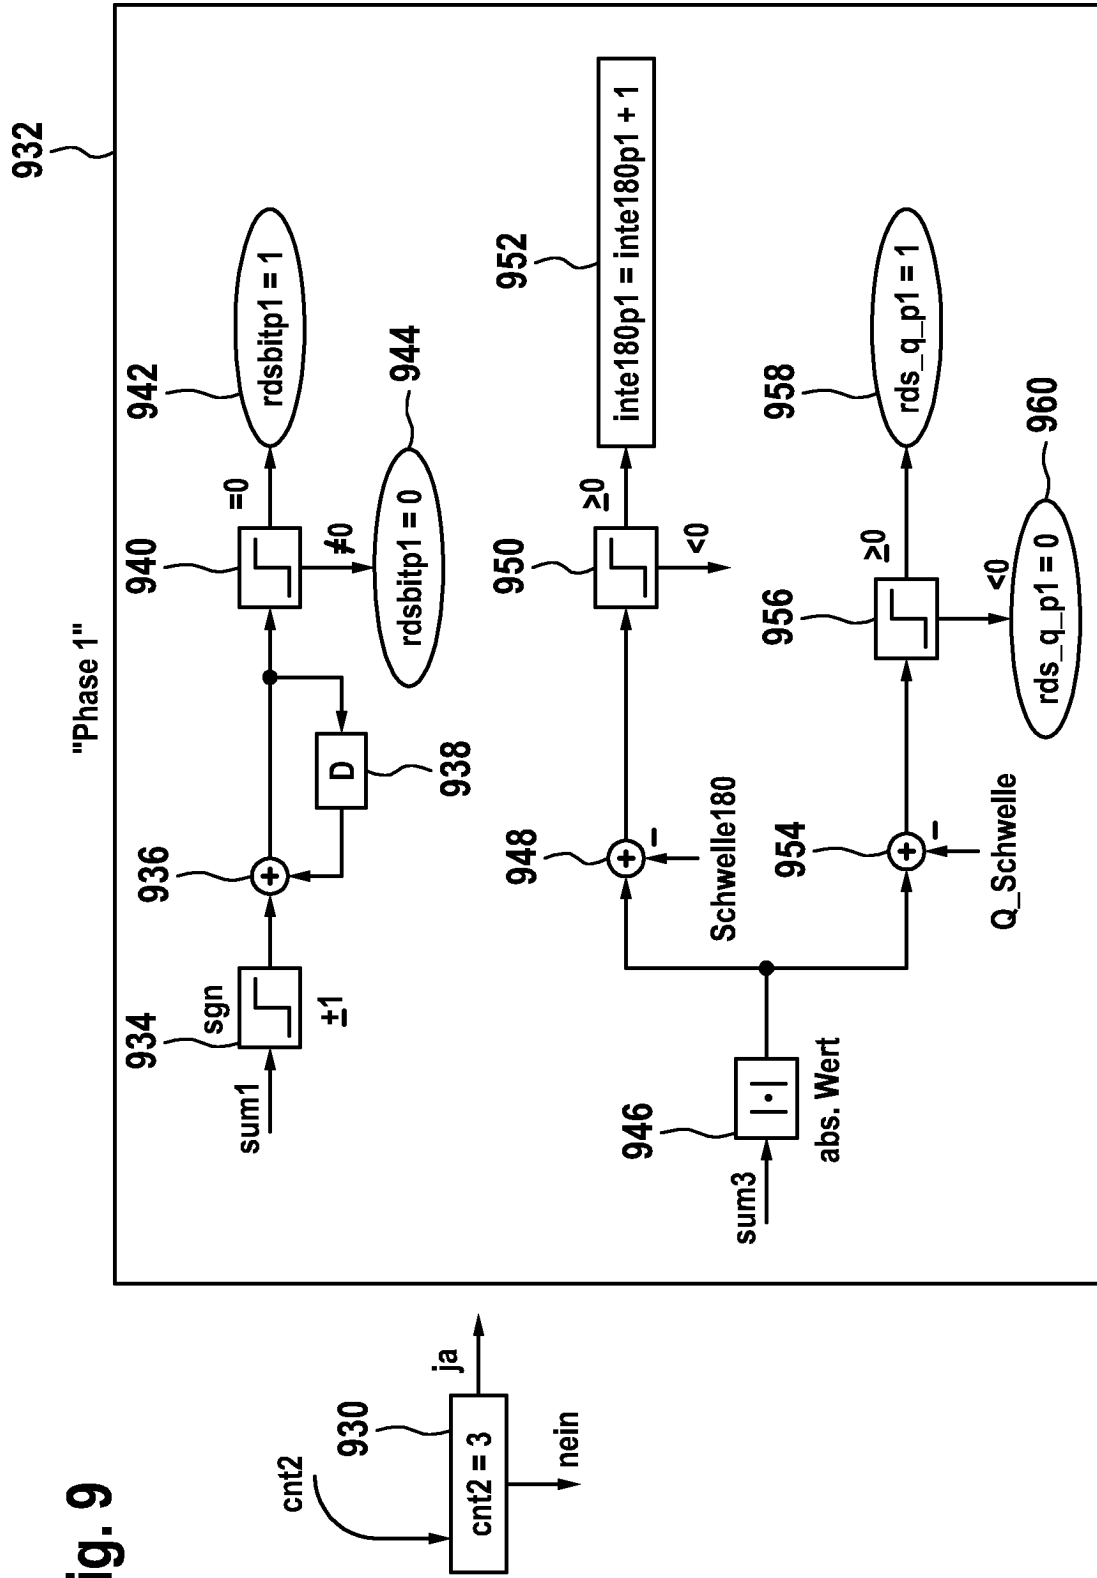 "Phase 1"
932
934
sgn
sum1
±1
936
938
D
940
=0
≠0
942
rdsbitp1 = 1
944
rdsbitp1 = 0
946
sum3
|·|
abs. Wert
948
+
−
Schwelle180
950
≥0
<0
952
inte180p1 = inte180p1 + 1
954
+
−
Q_Schwelle
956
≥0
<0
958
rds_q_p1 = 1
960
rds_q_p1 = 0
+
cnt2
930
cnt2 = 3
ja
nein
ig. 9